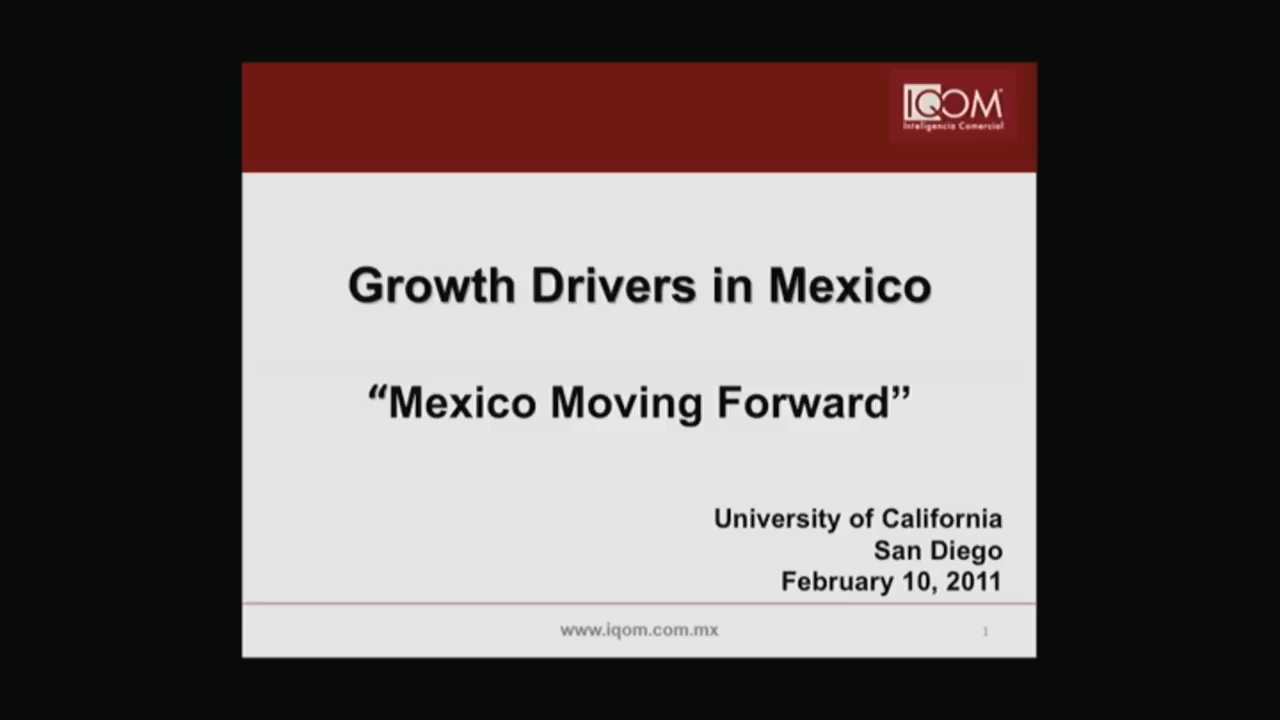 IQOM
Inteligencia Comercial
Growth Drivers in Mexico
“Mexico Moving Forward”
University of California
San Diego
February 10, 2011
www.iqom.com.mx
1